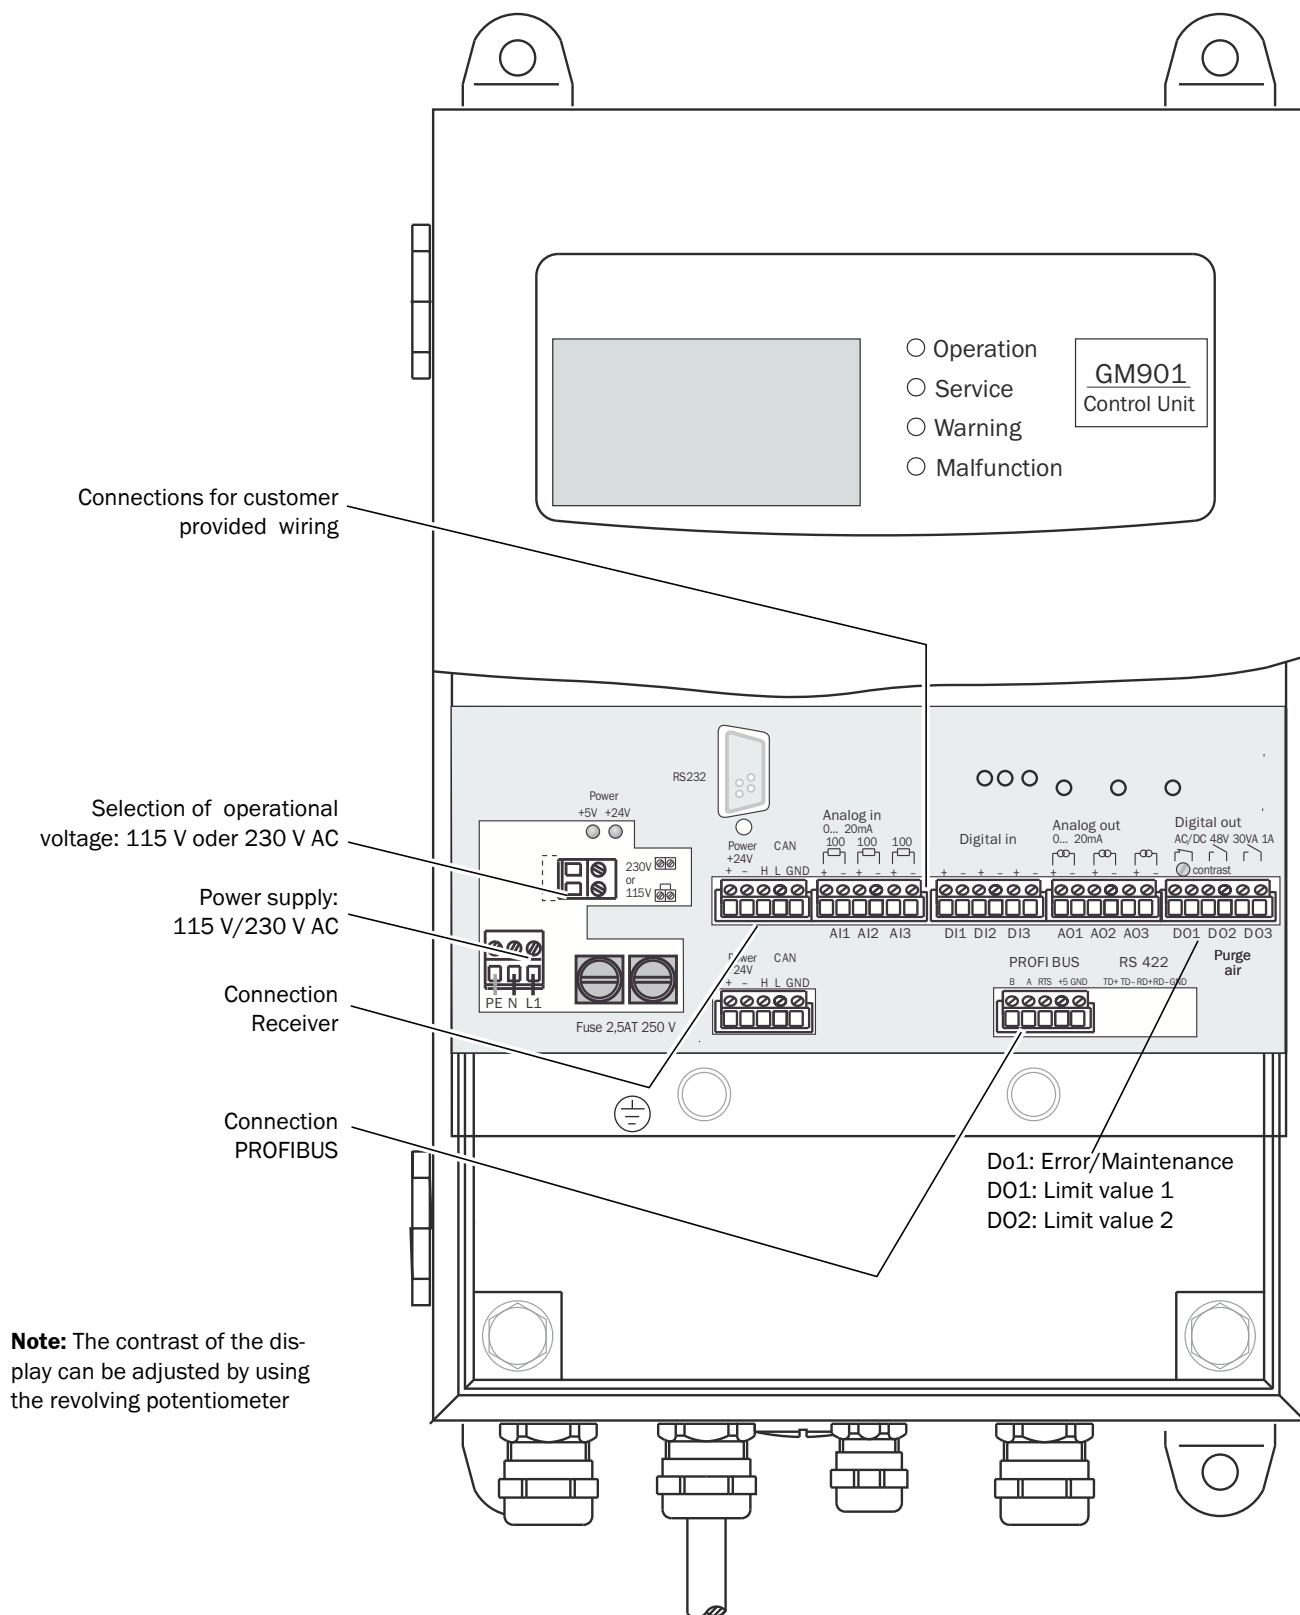 Operation
Service
Warning
Malfunction
GM901
Control Unit
Connections for customer
provided wiring
Selection of operational
voltage: 115 V oder 230 V AC
Power supply:
115 V/230 V AC
Connection
Receiver
Connection
PROFIBUS
Note: The contrast of the dis-
play can be adjusted by using
the revolving potentiometer
RS232
Power
+5V +24V
230V
or
115V
PE N L1
Fuse 2,5AT 250 V
Power CAN
+24V
+ - H L GND
Analog in
0... 20mA
100 100 100
+ - + - + -
AI1 AI2 AI3
Digital in
+ - + - + -
DI1 DI2 DI3
Analog out
0... 20mA
+ - + - + -
AO1 AO2 AO3
Digital out
AC/DC 48V 30VA 1A
contrast
DO1 DO2 DO3
Purge
air
Power CAN
24V
+ - H L GND
PROFIBUS RS 422
B A RTS +5 GND TD+ TD- RD+ RD- GND
Do1: Error/Maintenance
DO1: Limit value 1
DO2: Limit value 2